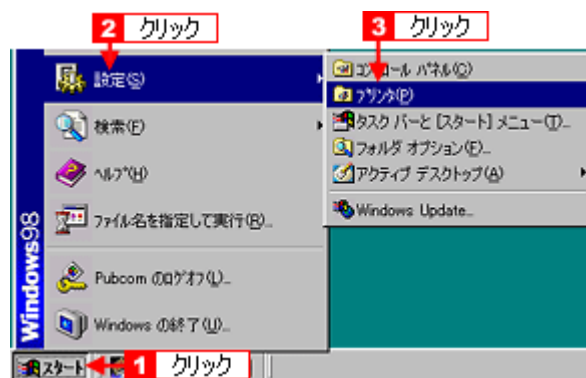 2 クリック
3 クリック
設定(S)
検索(F)
ヘルプ(H)
ファイル名を指定して実行(R)...
Pubcom のログオフ(L)...
Windows の終了(U)...
Windows98
コントロール パネル(C)
プリンタ(P)
タスク バーと [スタート] メニュー(T)...
フォルダ オプション(F)...
アクティブ デスクトップ(A)
Windows Update...
スタート
1 クリック